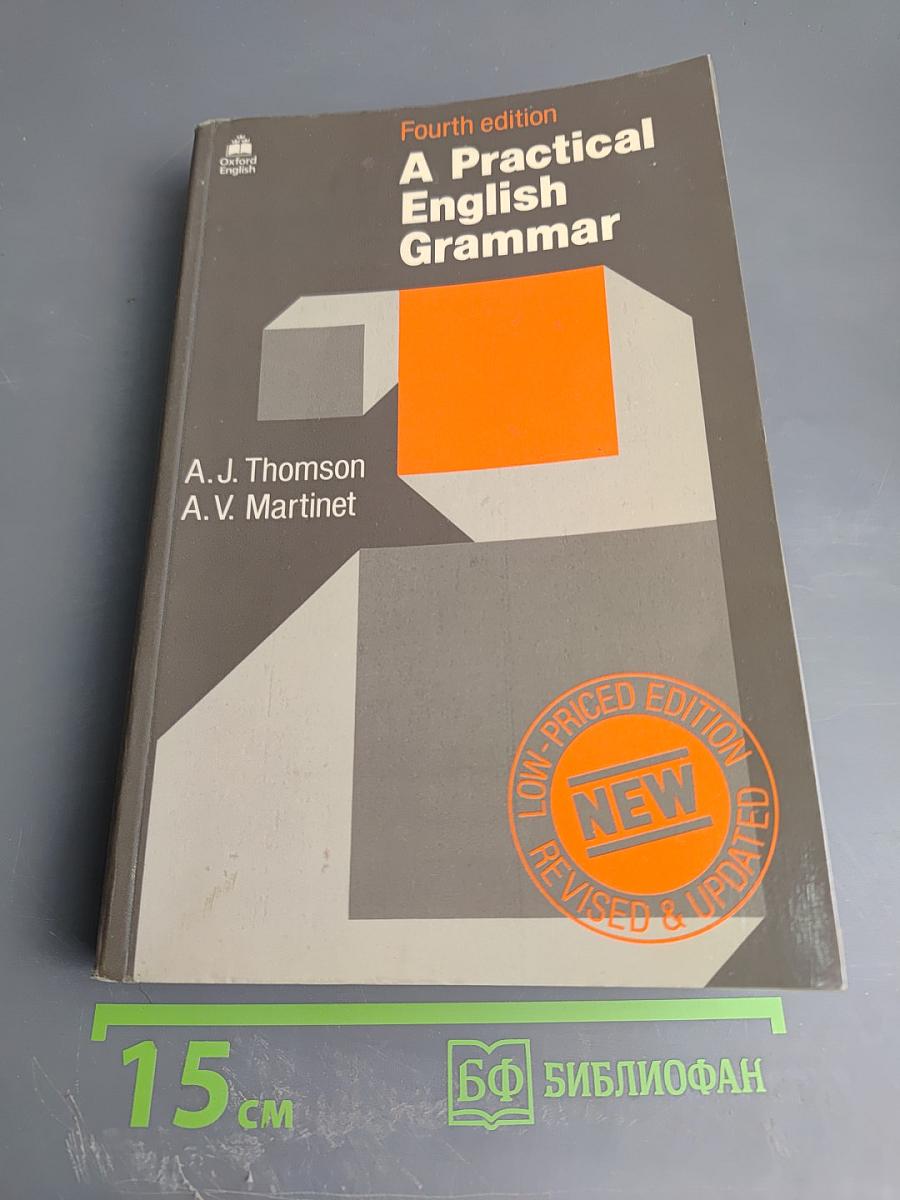 Oxford
English
Fourth edition
A Practical
English
Grammar
A.J. Thomson
A.V. Martinet
LOW-PRICED EDITION
NEW
REVISED & UPDATED
15 см
БФ БИБЛИОФАН